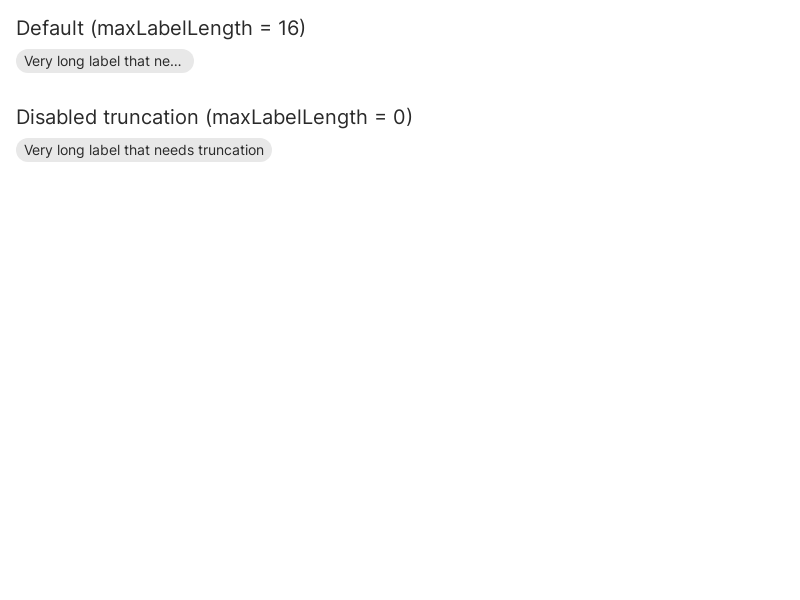 Default (maxLabelLength = 16)
Very long label that ne...
Disabled truncation (maxLabelLength = 0)
Very long label that needs truncation